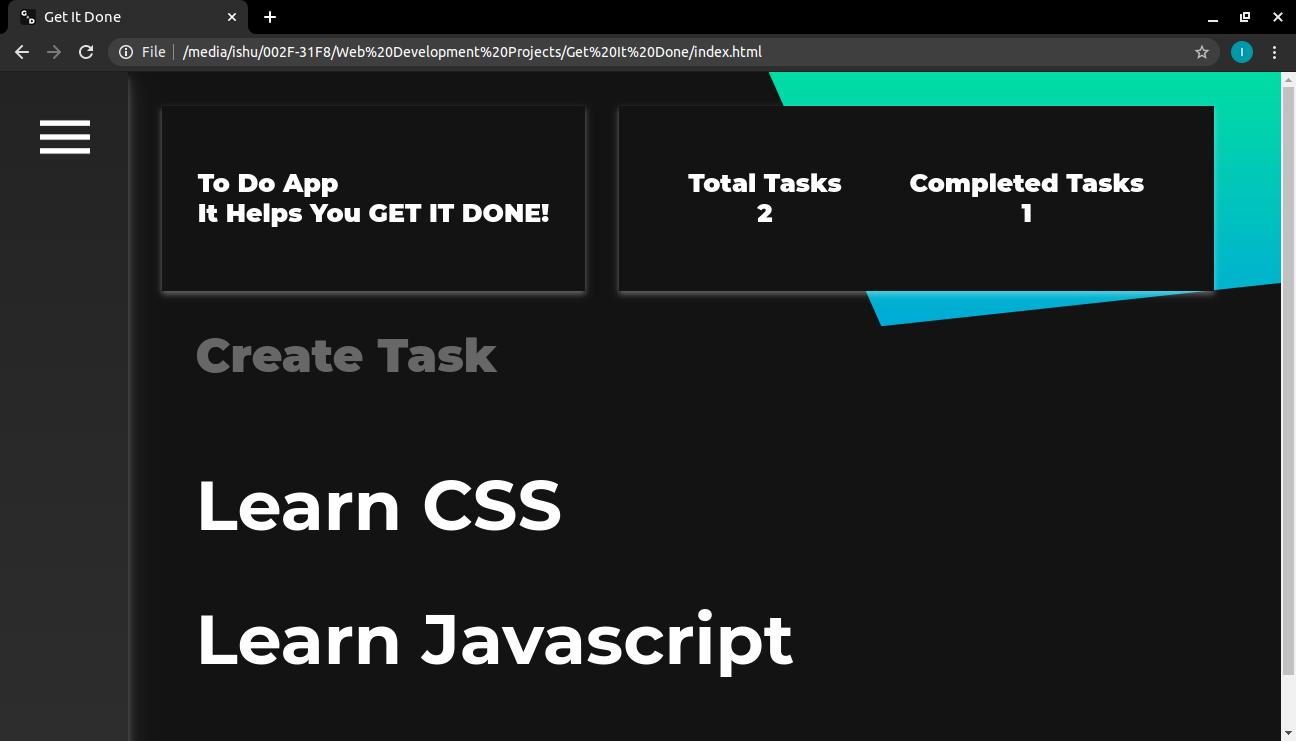 Get It Done
File /media/ishu/002F-31F8/Web%20Development%20Projects/Get%20It%20Done/index.html
I
To Do App
It Helps You GET IT DONE!
Total Tasks
2
Completed Tasks
1
Create Task
Learn CSS
Learn Javascript